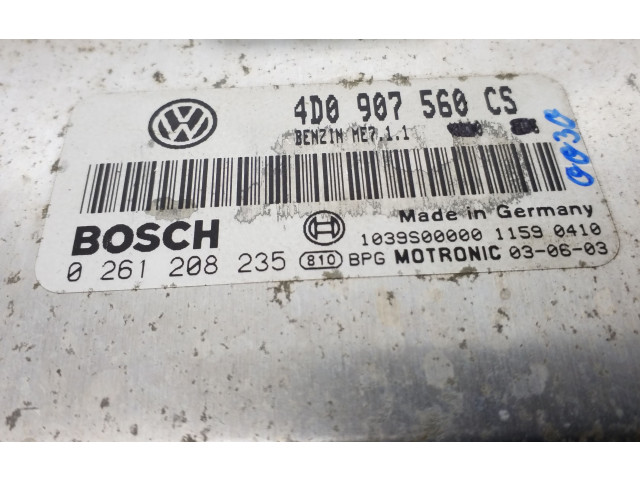 4D0 907 560 CS
BENZIN ME7.1.1
0030
Made in Germany
BOSCH
1039S00000 1159 0410
0 261 208 235 810 BPG MOTRONIC 03-06-03